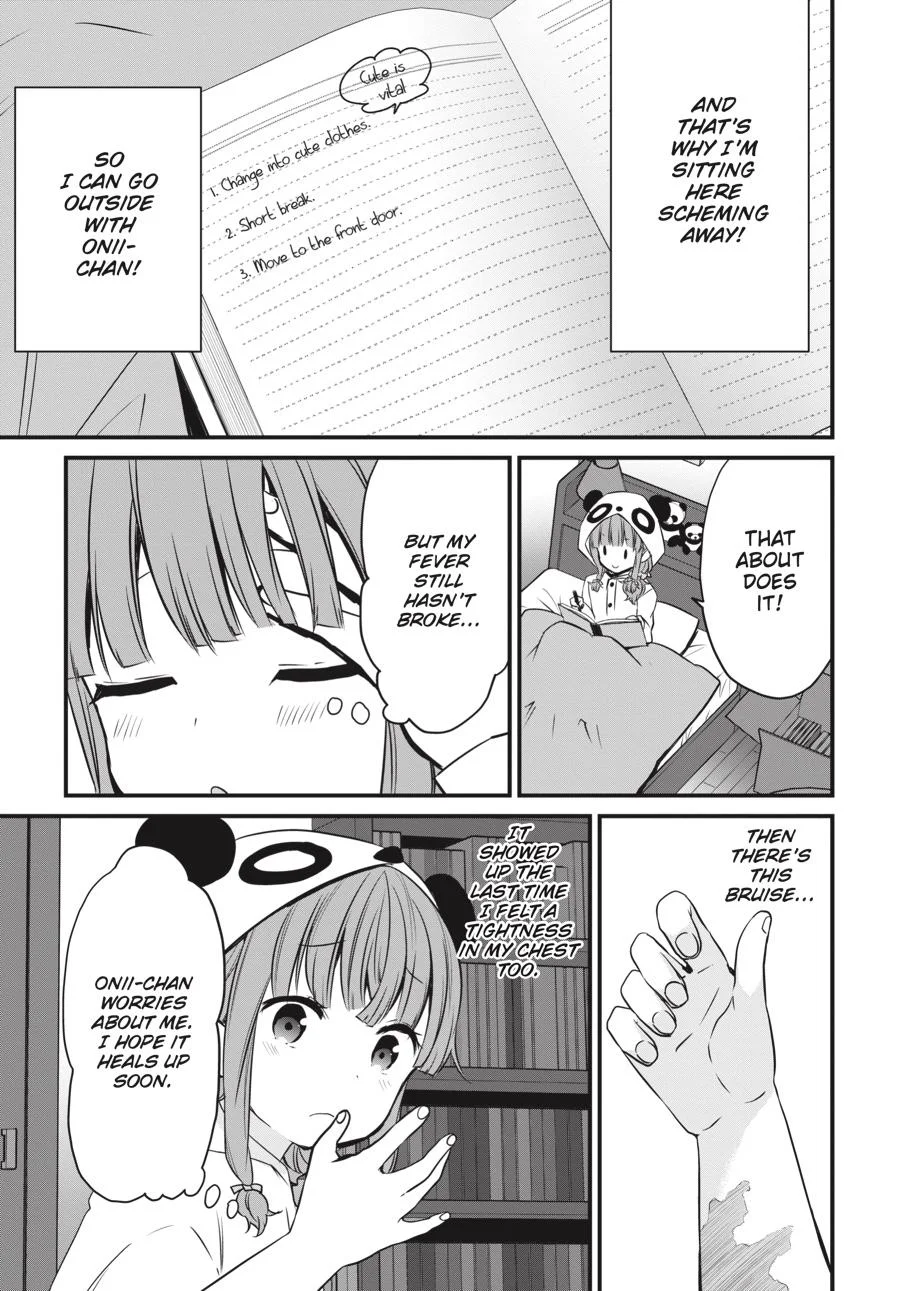 AND
THAT'S
WHY I'M
SITTING
HERE
SCHEMING
AWAY!
Cute is
vital
1. Change into cute clothes.
2. Short break.
3. Move to the front door.
SO
I CAN GO
OUTSIDE
WITH
ONII-
CHAN!
THAT
ABOUT
DOES
IT!
BUT MY
FEVER
STILL
HASN'T
BROKE...
THEN
THERE'S
THIS
BRUISE...
IT
SHOWED
UP THE
LAST TIME
I FELT A
TIGHTNESS
IN MY CHEST
TOO.
ONII-CHAN
WORRIES
ABOUT ME.
I HOPE IT
HEALS UP
SOON.